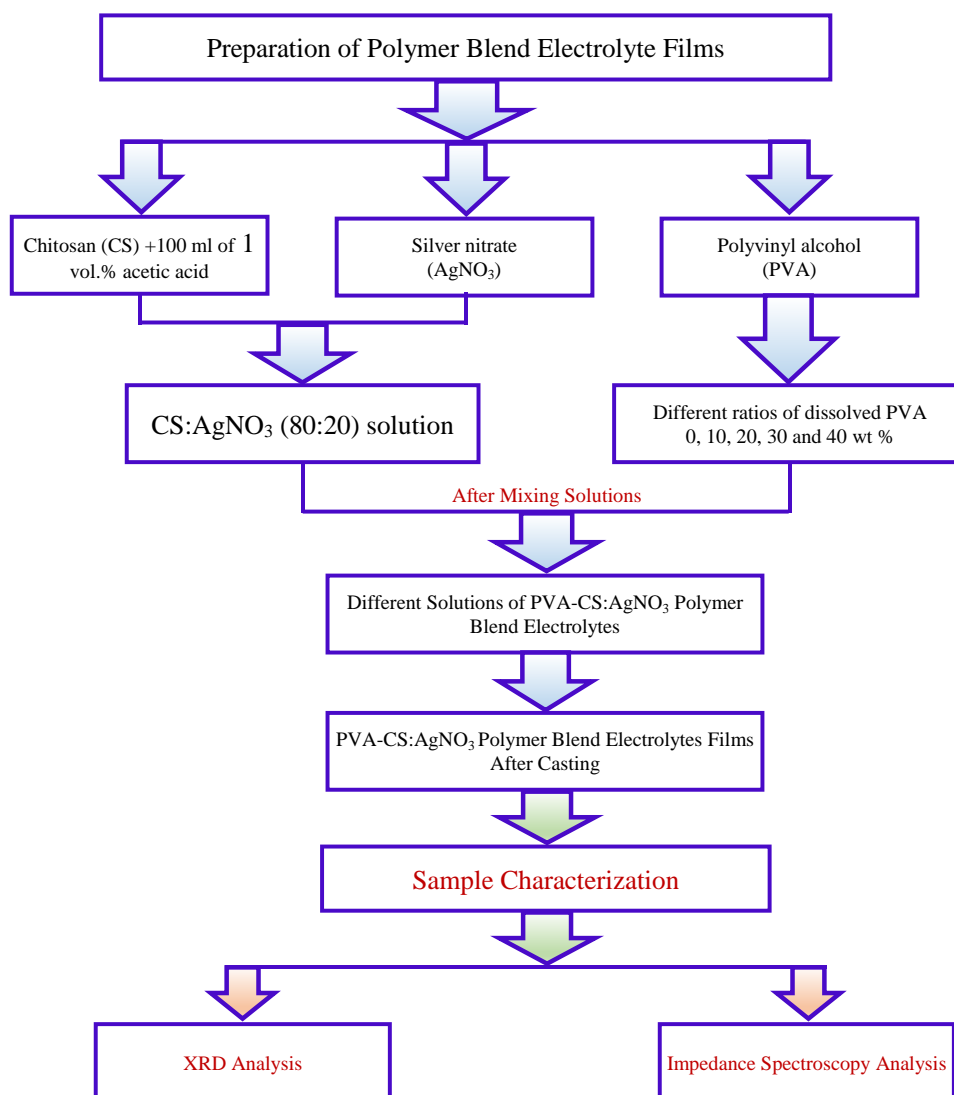 Preparation of Polymer Blend Electrolyte Films
Chitosan (CS) +100 ml of 1
vol.% acetic acid
Silver nitrate
(AgNO₃)
Polyvinyl alcohol
(PVA)
CS:AgNO₃ (80:20) solution
Different ratios of dissolved PVA
0, 10, 20, 30 and 40 wt %
After Mixing Solutions
Different Solutions of PVA-CS:AgNO₃ Polymer
Blend Electrolytes
PVA-CS:AgNO₃ Polymer Blend Electrolytes Films
After Casting
Sample Characterization
XRD Analysis
Impedance Spectroscopy Analysis